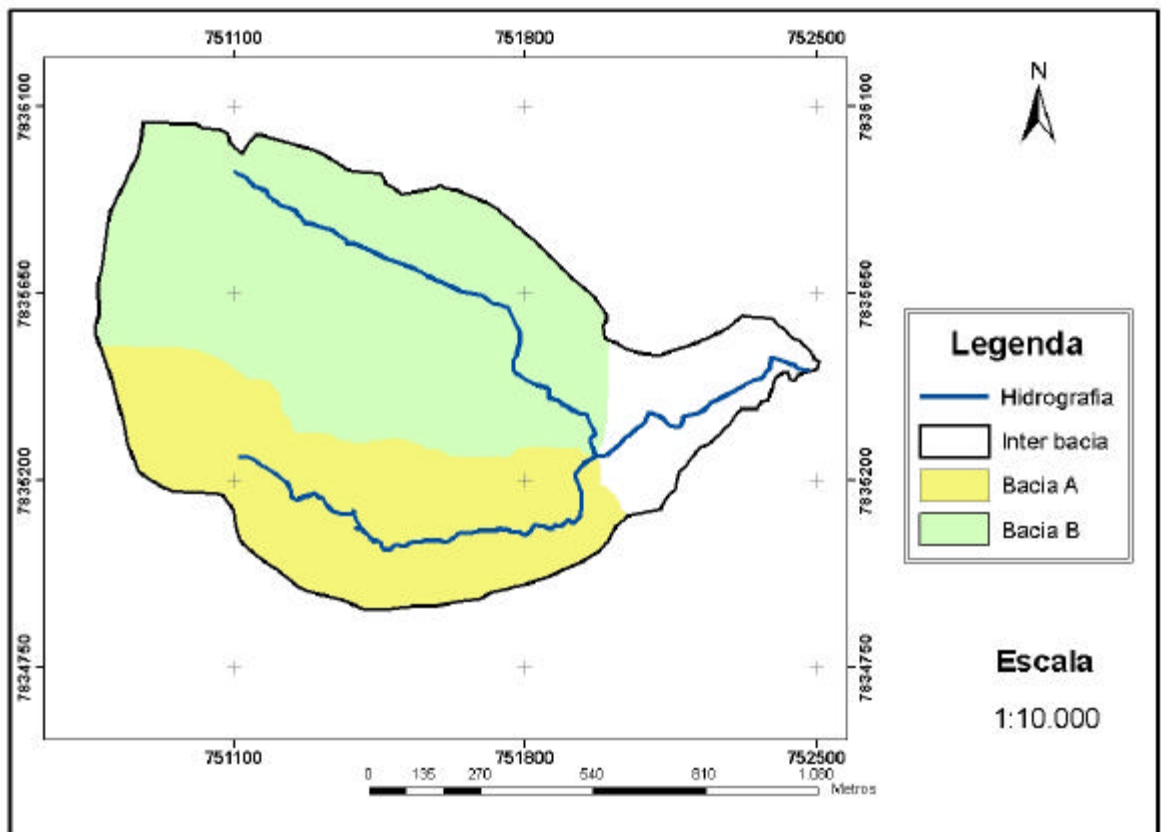 751100 751800 752500
N
7836100 7836100
7835650 7835650
7835200 7835200
7834750 7834750
Legenda
Hidrografia
Inter bacia
Bacia A
Bacia B
Escala
1:10.000
751100 751800 752500
0 135 270 540 810 1.080
Metros